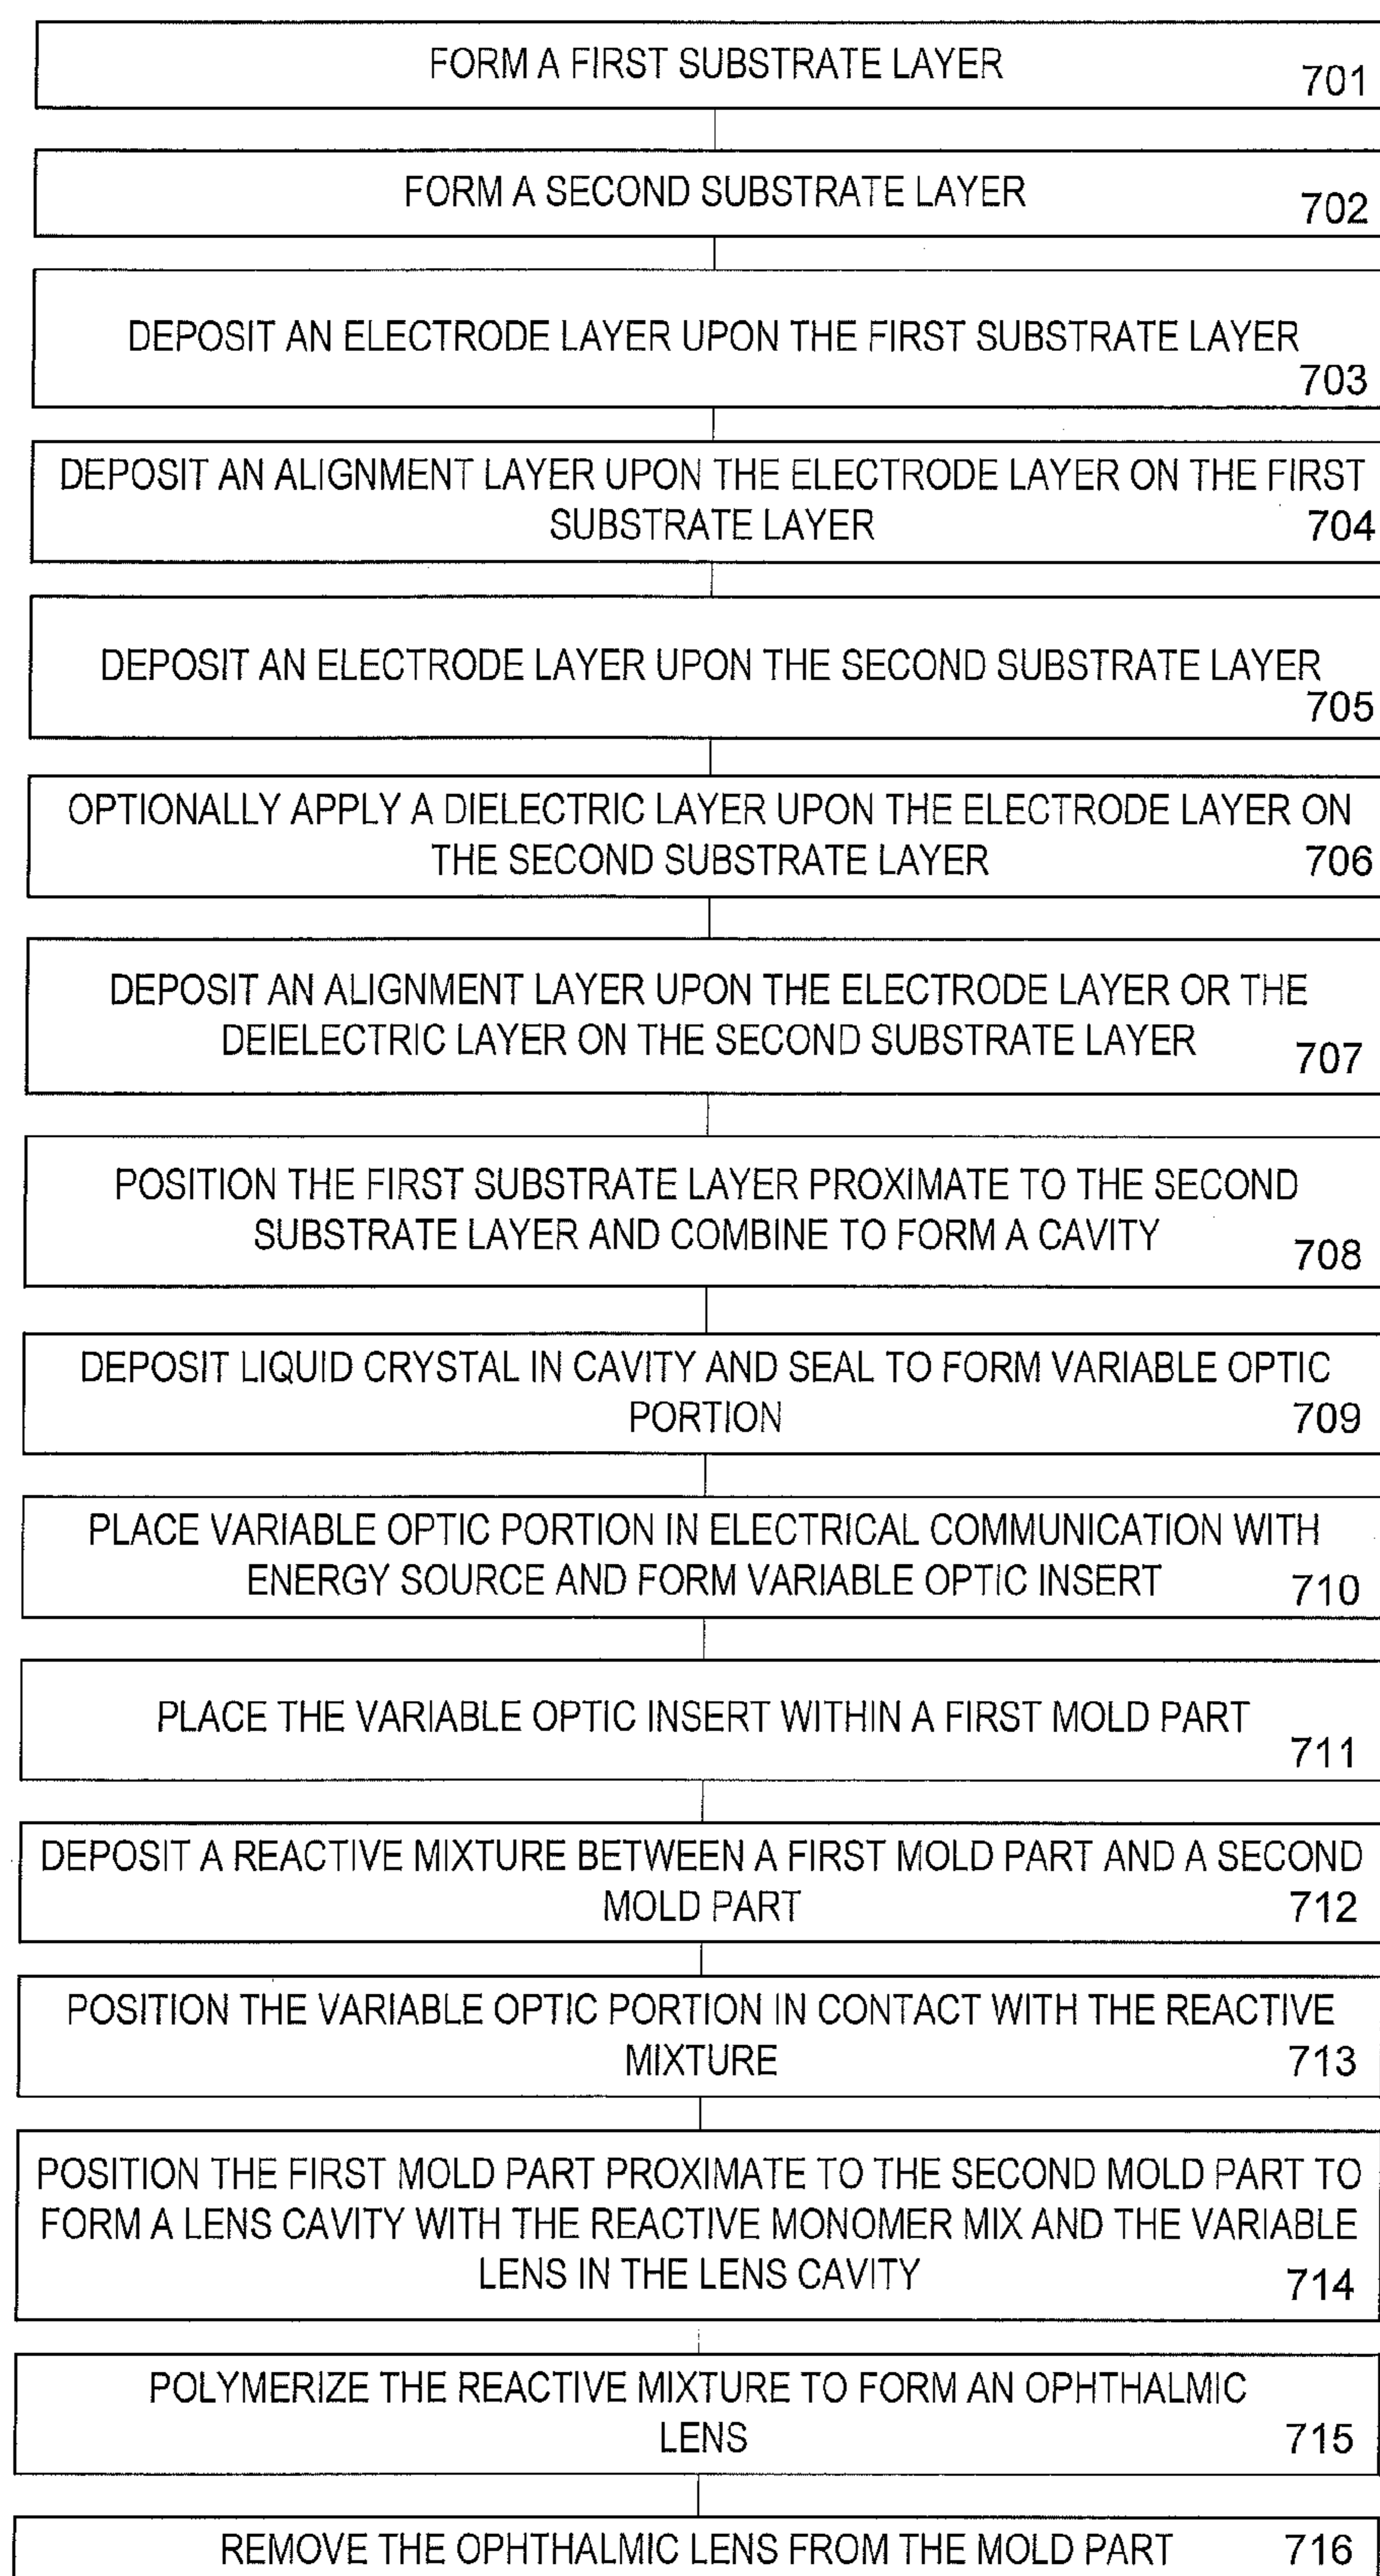 FORM A FIRST SUBSTRATE LAYER
701
FORM A SECOND SUBSTRATE LAYER
702
DEPOSIT AN ELECTRODE LAYER UPON THE FIRST SUBSTRATE LAYER
703
DEPOSIT AN ALIGNMENT LAYER UPON THE ELECTRODE LAYER ON THE FIRST
SUBSTRATE LAYER 704
DEPOSIT AN ELECTRODE LAYER UPON THE SECOND SUBSTRATE LAYER
705
OPTIONALLY APPLY A DIELECTRIC LAYER UPON THE ELECTRODE LAYER ON
THE SECOND SUBSTRATE LAYER 706
DEPOSIT AN ALIGNMENT LAYER UPON THE ELECTRODE LAYER OR THE
DEIELECTRIC LAYER ON THE SECOND SUBSTRATE LAYER 707
POSITION THE FIRST SUBSTRATE LAYER PROXIMATE TO THE SECOND
SUBSTRATE LAYER AND COMBINE TO FORM A CAVITY 708
DEPOSIT LIQUID CRYSTAL IN CAVITY AND SEAL TO FORM VARIABLE OPTIC
PORTION 709
PLACE VARIABLE OPTIC PORTION IN ELECTRICAL COMMUNICATION WITH
ENERGY SOURCE AND FORM VARIABLE OPTIC INSERT 710
PLACE THE VARIABLE OPTIC INSERT WITHIN A FIRST MOLD PART
711
DEPOSIT A REACTIVE MIXTURE BETWEEN A FIRST MOLD PART AND A SECOND
MOLD PART 712
POSITION THE VARIABLE OPTIC PORTION IN CONTACT WITH THE REACTIVE
MIXTURE 713
POSITION THE FIRST MOLD PART PROXIMATE TO THE SECOND MOLD PART TO
FORM A LENS CAVITY WITH THE REACTIVE MONOMER MIX AND THE VARIABLE
LENS IN THE LENS CAVITY 714
POLYMERIZE THE REACTIVE MIXTURE TO FORM AN OPHTHALMIC
LENS 715
REMOVE THE OPHTHALMIC LENS FROM THE MOLD PART 716